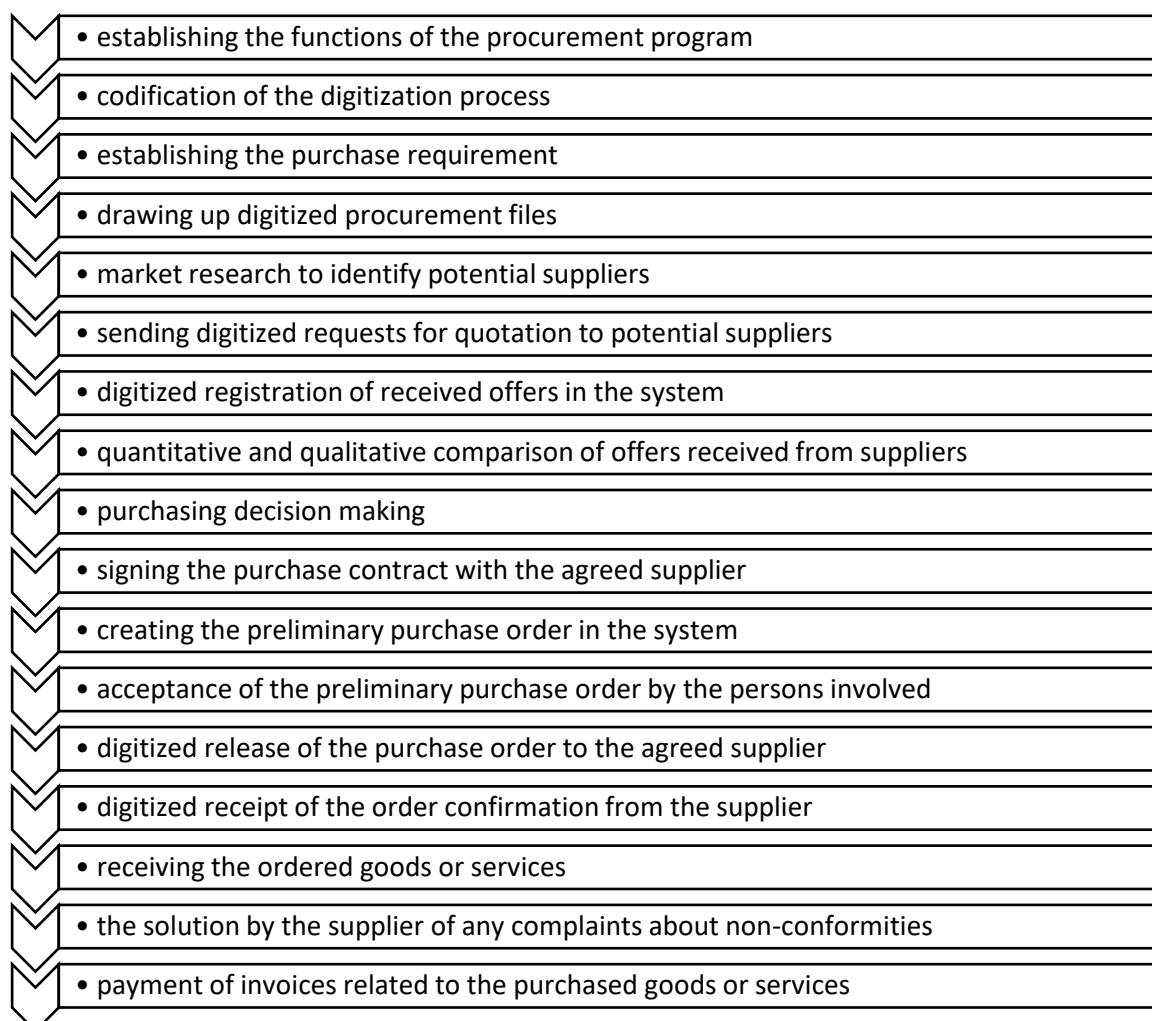 • establishing the functions of the procurement program
• codification of the digitization process
• establishing the purchase requirement
• drawing up digitized procurement files
• market research to identify potential suppliers
• sending digitized requests for quotation to potential suppliers
• digitized registration of received offers in the system
• quantitative and qualitative comparison of offers received from suppliers
• purchasing decision making
• signing the purchase contract with the agreed supplier
• creating the preliminary purchase order in the system
• acceptance of the preliminary purchase order by the persons involved
• digitized release of the purchase order to the agreed supplier
• digitized receipt of the order confirmation from the supplier
• receiving the ordered goods or services
• the solution by the supplier of any complaints about non-conformities
• payment of invoices related to the purchased goods or services